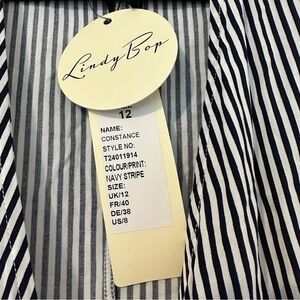 Lindy Bop
12
NAME:
CONSTANCE
STYLE NO:
T24011914
COLOUR/PRINT:
NAVY STRIPE
SIZE:
UK/12
FR/40
DE/38
US/8